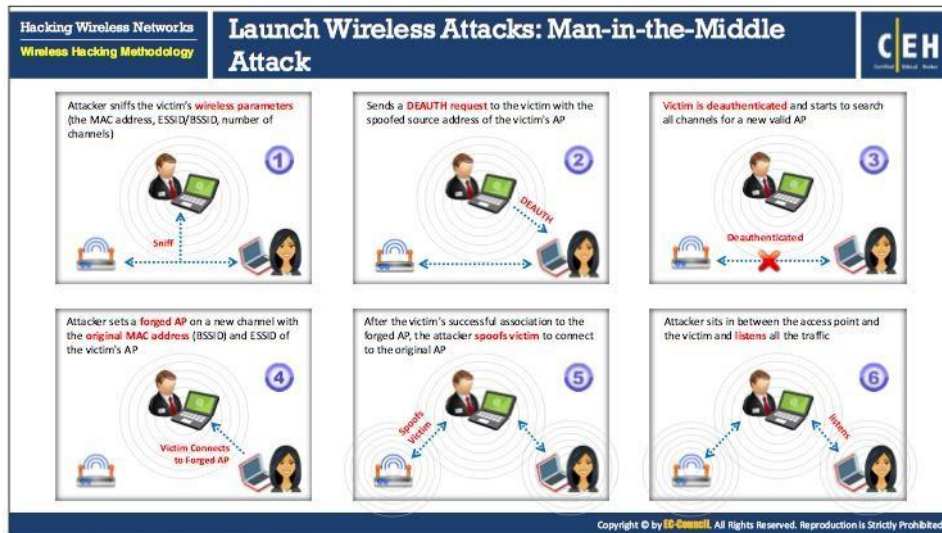 Hacking Wireless Networks
Wireless Hacking Methodology
Launch Wireless Attacks: Man-in-the-Middle
Attack
C|EH
Certified Ethical Hacker
Attacker sniffs the victim's wireless parameters
(the MAC address, ESSID/BSSID, number of
channels)
1
Sniff
Sends a DEAUTH request to the victim with the
spoofed source address of the victim's AP
2
DEAUTH
Victim is deauthenticated and starts to search
all channels for a new valid AP
3
Deauthenticated
Attacker sets a forged AP on a new channel with
the original MAC address (BSSID) and ESSID of
the victim's AP
4
Victim Connects
to Forged AP
After the victim's successful association to the
forged AP, the attacker spoofs victim to connect
to the original AP
5
Spoofs
Victim
Attacker sits in between the access point and
the victim and listens all the traffic
6
listens
Copyright © by EC-Council. All Rights Reserved. Reproduction is Strictly Prohibited